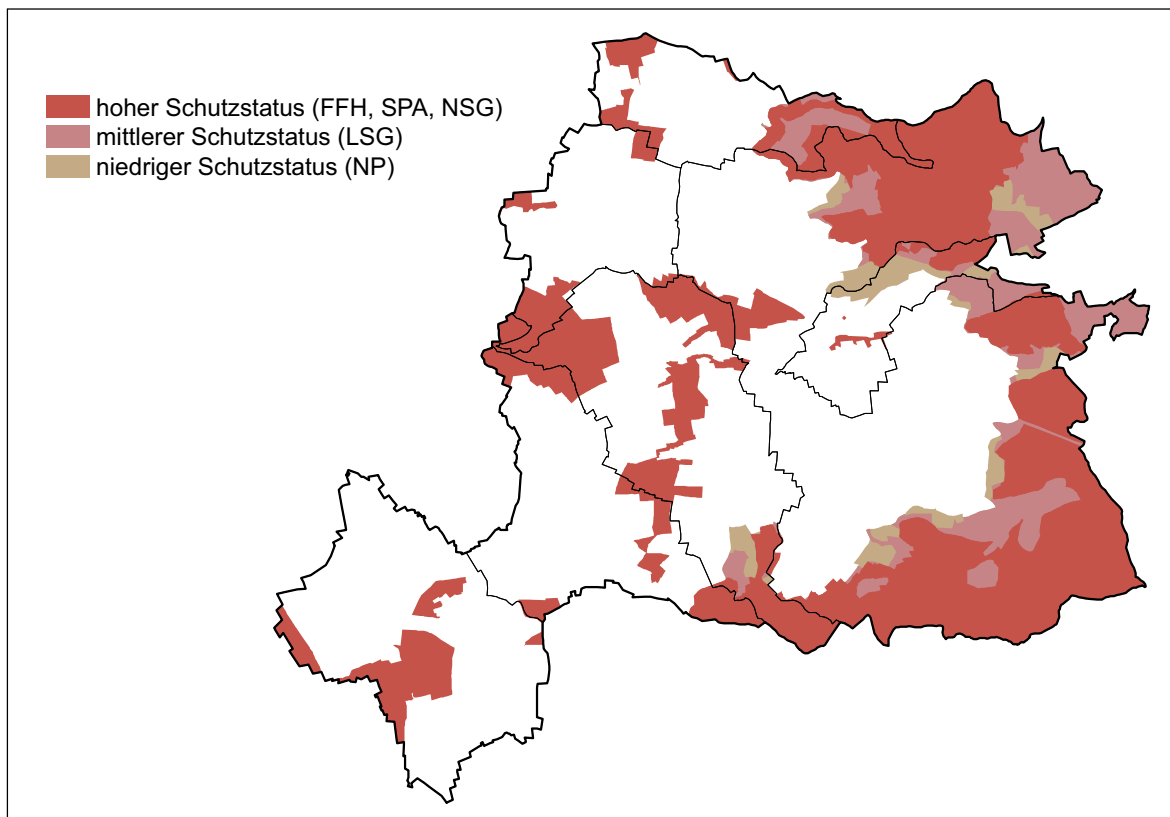 hoher Schutzstatus (FFH, SPA, NSG)
mittlerer Schutzstatus (LSG)
niedriger Schutzstatus (NP)